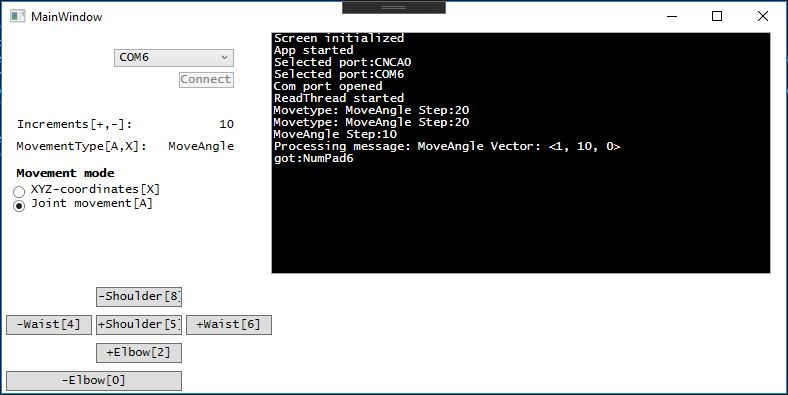 MainWindow
COM6
Connect
Increments[+,-]: 10
MovementType[A,X]: MoveAngle
Movement mode
XYZ-coordinates[X]
Joint movement[A]
Screen initialized
App started
Selected port:CNCA0
Selected port:COM6
Com port opened
ReadThread started
Movetype: MoveAngle Step:20
Movetype: MoveAngle Step:20
MoveAngle Step:10
Processing message: MoveAngle Vector: <1, 10, 0>
got:NumPad6
-Shoulder[8]
-Waist[4] +Shoulder[5] +Waist[6]
+Elbow[2]
-Elbow[0]